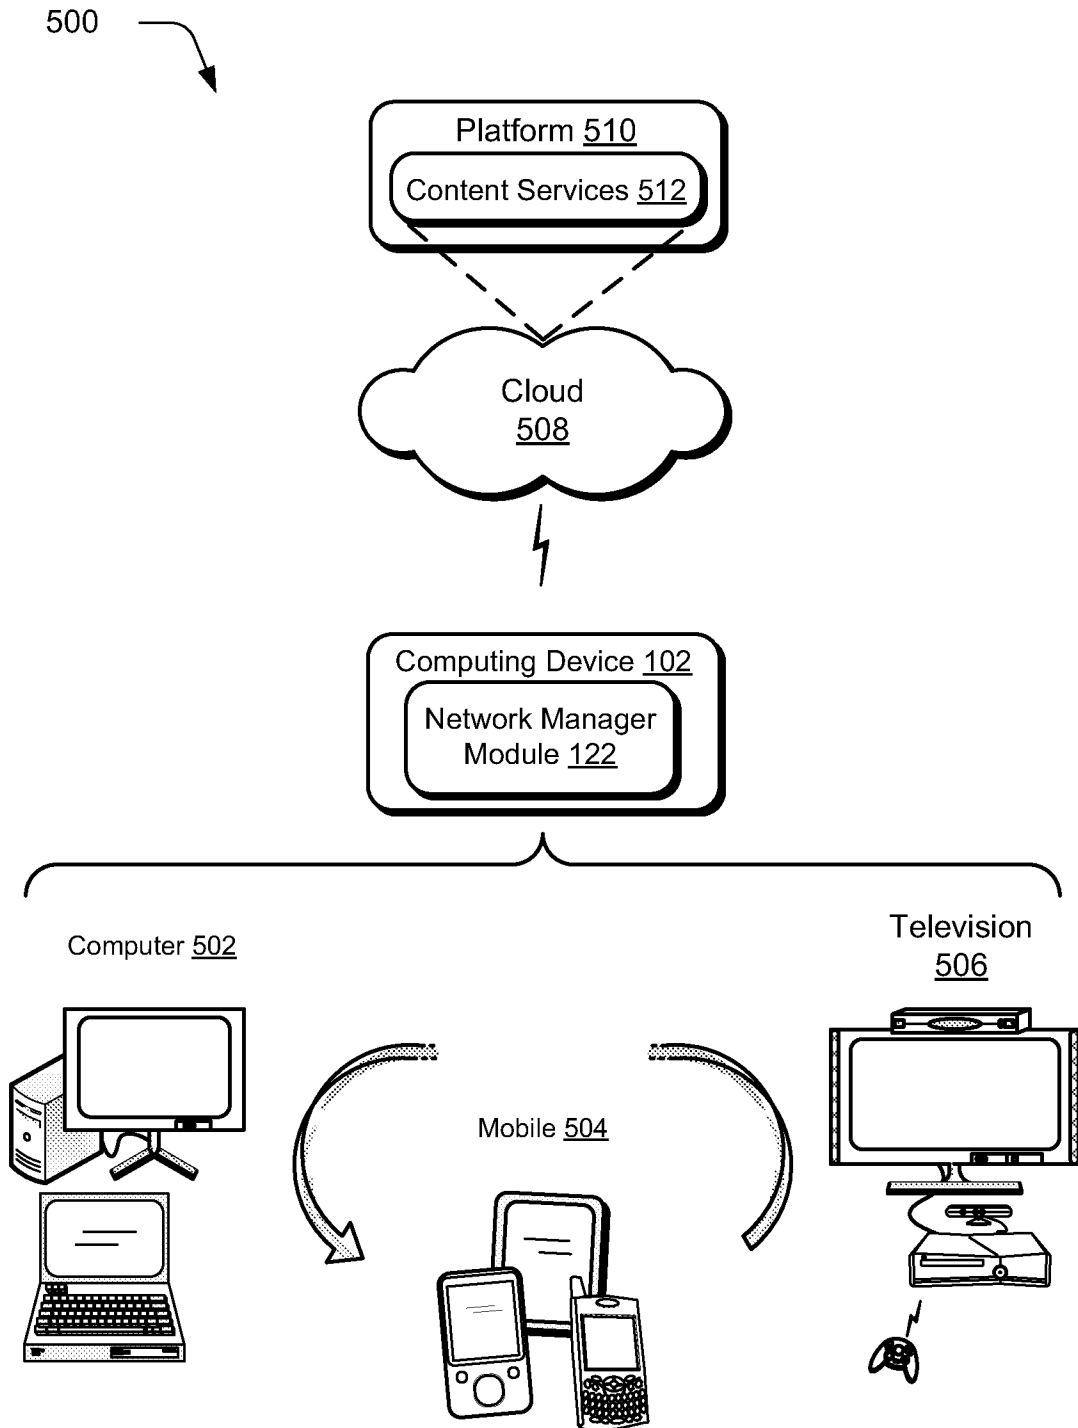 500
Platform 510
Content Services 512
Cloud
508
Computing Device 102
Network Manager
Module 122
Computer 502
Television
506
Mobile 504